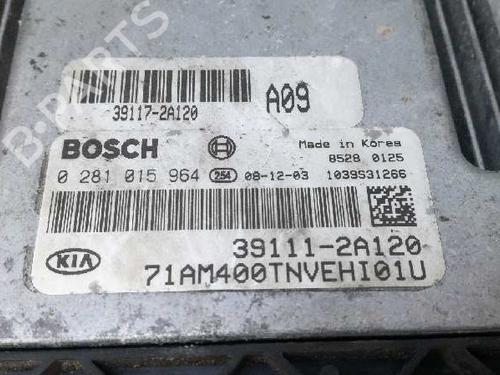 B-PARTS
39117-2A120
A09
BOSCH
Made in Korea
8528 0125
0 281 015 964 254 08-12-03 1039S31266
39111-2A120
KIA
71AM400TNVEHI01U